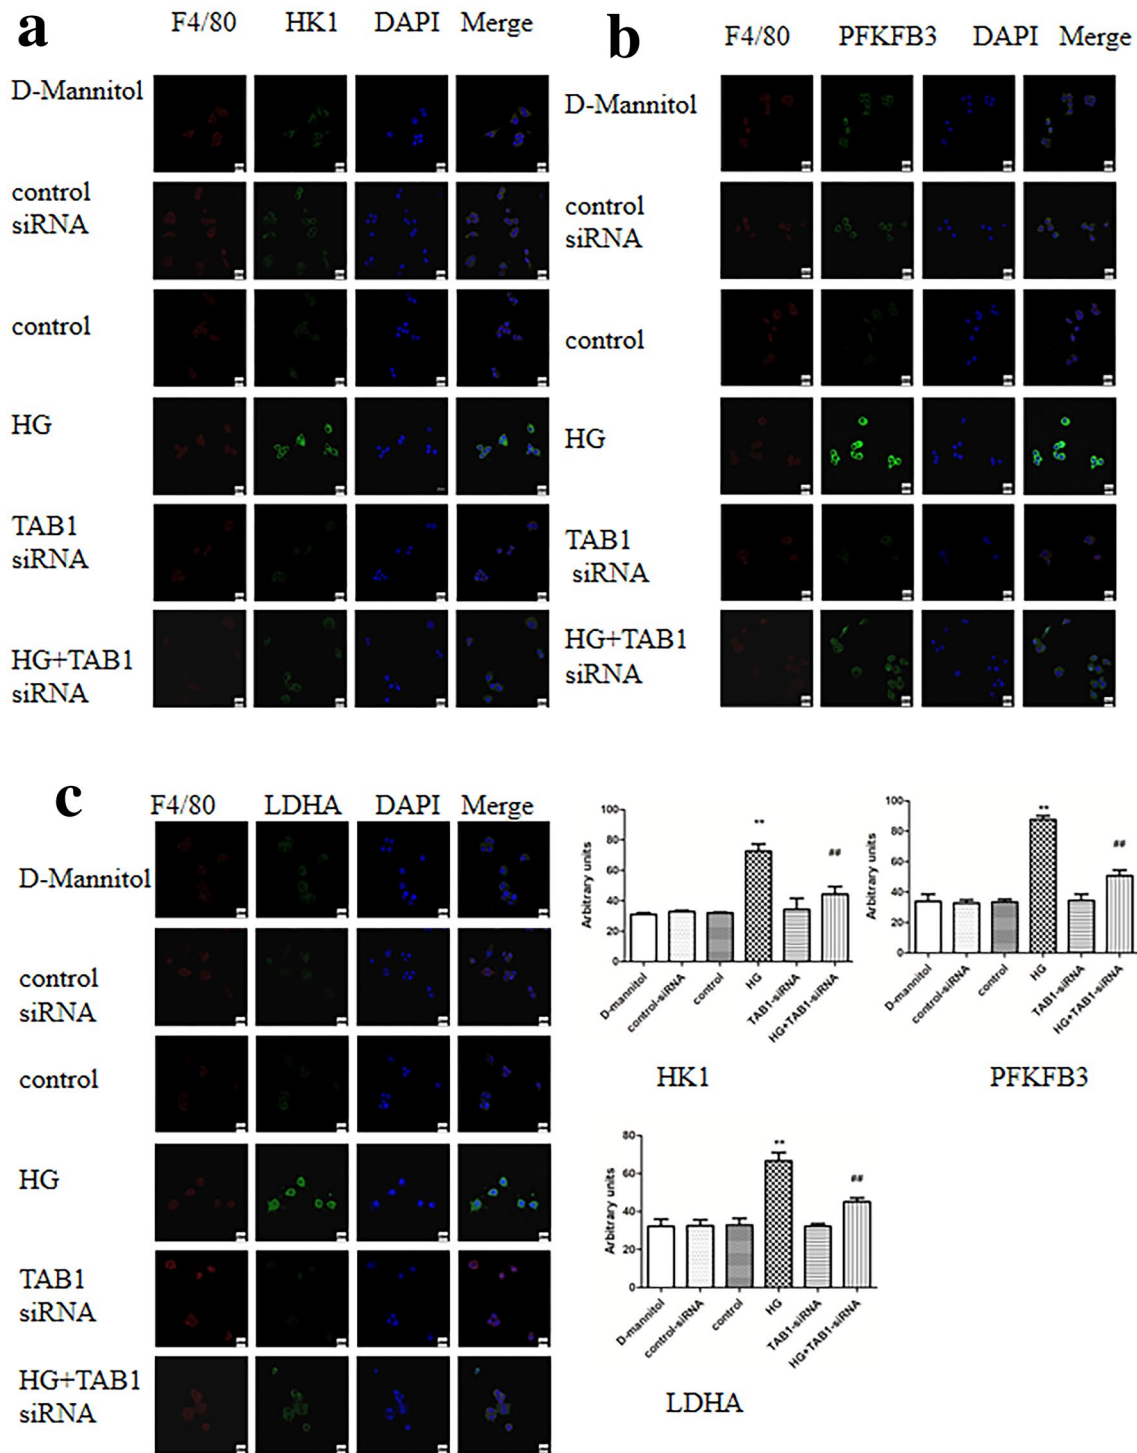 a
F4/80 HK1 DAPI Merge
D-Mannitol
control
siRNA
control
HG
TAB1
siRNA
HG+TAB1
siRNA
b
F4/80 PFKFB3 DAPI Merge
D-Mannitol
control
siRNA
control
HG
TAB1
siRNA
HG+TAB1
siRNA
c
F4/80 LDHA DAPI Merge
D-Mannitol
control
siRNA
control
HG
TAB1
siRNA
HG+TAB1
siRNA
Arbitrary units
100
80
60
40
20
0
**
##
D-mannitol
control-siRNA
control
HG
TAB1-siRNA
HG+TAB1-siRNA
HK1
Arbitrary units
100
80
60
40
20
0
**
##
D-mannitol
control-siRNA
control
HG
TAB1-siRNA
HG+TAB1-siRNA
PFKFB3
Arbitrary units
80
60
40
20
0
**
##
D-mannitol
control-siRNA
control
HG
TAB1-siRNA
HG+TAB1-siRNA
LDHA